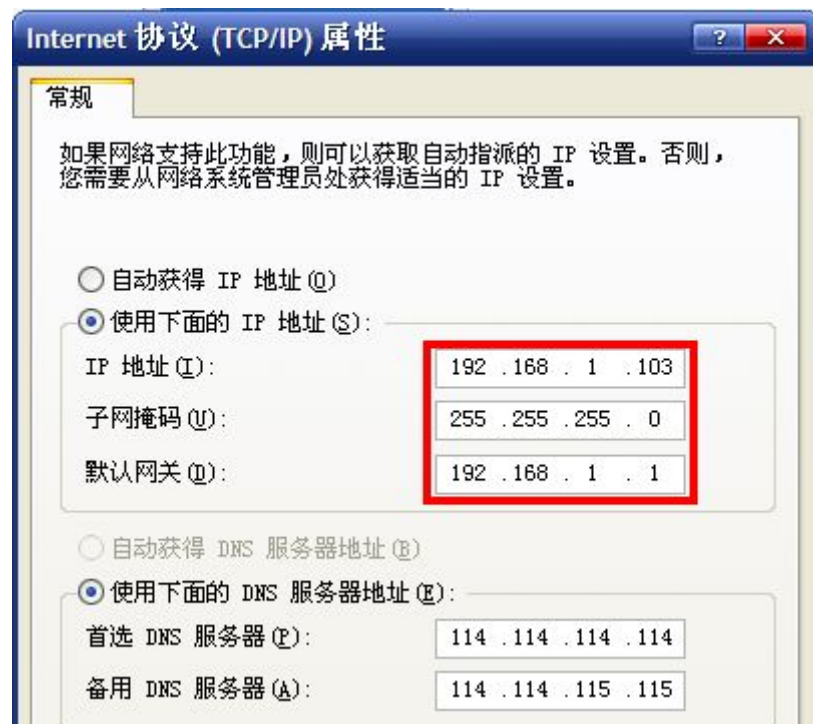 Internet 协议 (TCP/IP) 属性
常规
如果网络支持此功能，则可以获取自动指派的 IP 设置。否则，
您需要从网络系统管理员处获得适当的 IP 设置。
自动获得 IP 地址(O)
使用下面的 IP 地址(S):
IP 地址(I): 192 .168 . 1 .103
子网掩码(U): 255 .255 .255 . 0
默认网关(D): 192 .168 . 1 . 1
自动获得 DNS 服务器地址(B)
使用下面的 DNS 服务器地址(E):
首选 DNS 服务器(P): 114 .114 .114 .114
备用 DNS 服务器(A): 114 .114 .115 .115